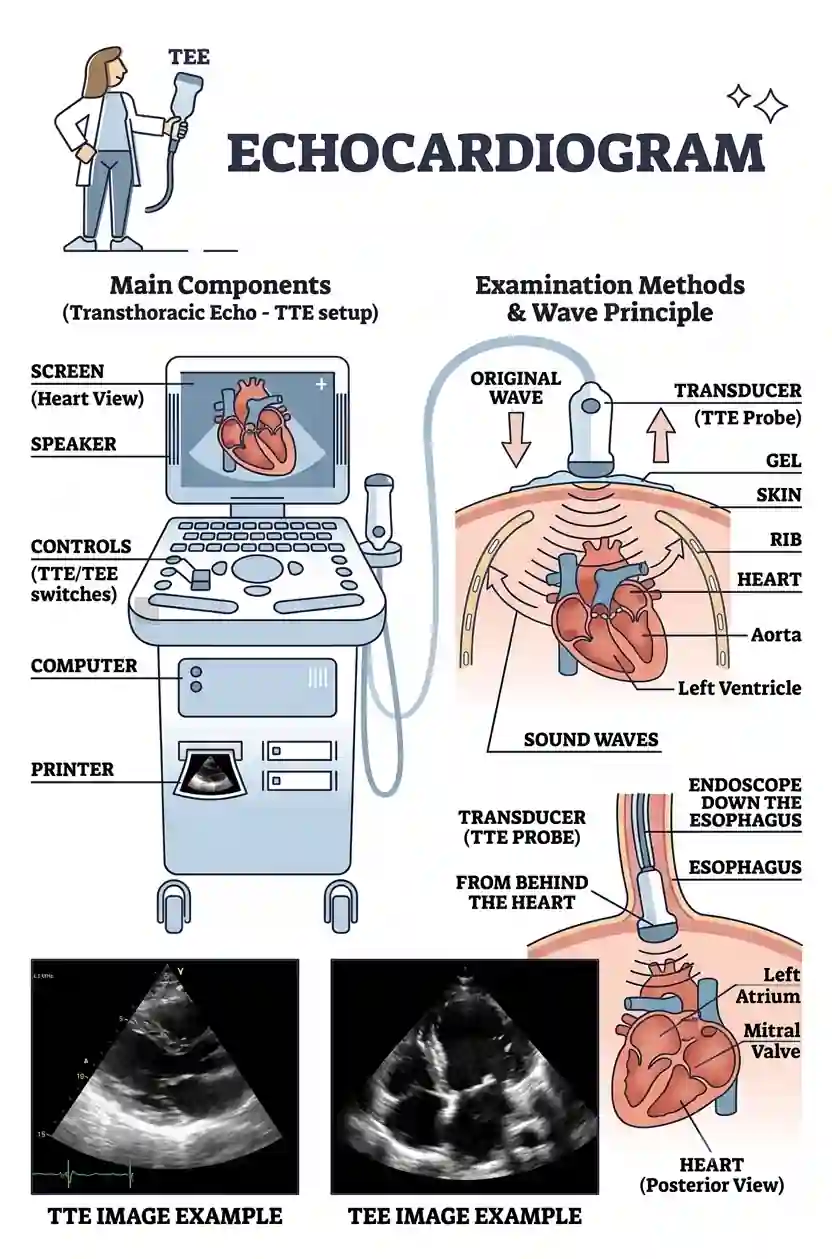 TEE
ECHOCARDIOGRAM
Main Components
(Transthoracic Echo - TTE setup)
SCREEN
(Heart View)
SPEAKER
CONTROLS
(TTE/TEE
switches)
COMPUTER
PRINTER
Examination Methods
& Wave Principle
ORIGINAL
WAVE
TRANSDUCER
(TTE Probe)
GEL
SKIN
RIB
HEART
Aorta
Left Ventricle
SOUND WAVES
TRANSDUCER
(TTE PROBE)
FROM BEHIND
THE HEART
ENDOSCOPE
DOWN THE
ESOPHAGUS
ESOPHAGUS
Left
Atrium
Mitral
Valve
HEART
(Posterior View)
V
5
10
15
TTE IMAGE EXAMPLE
TEE IMAGE EXAMPLE